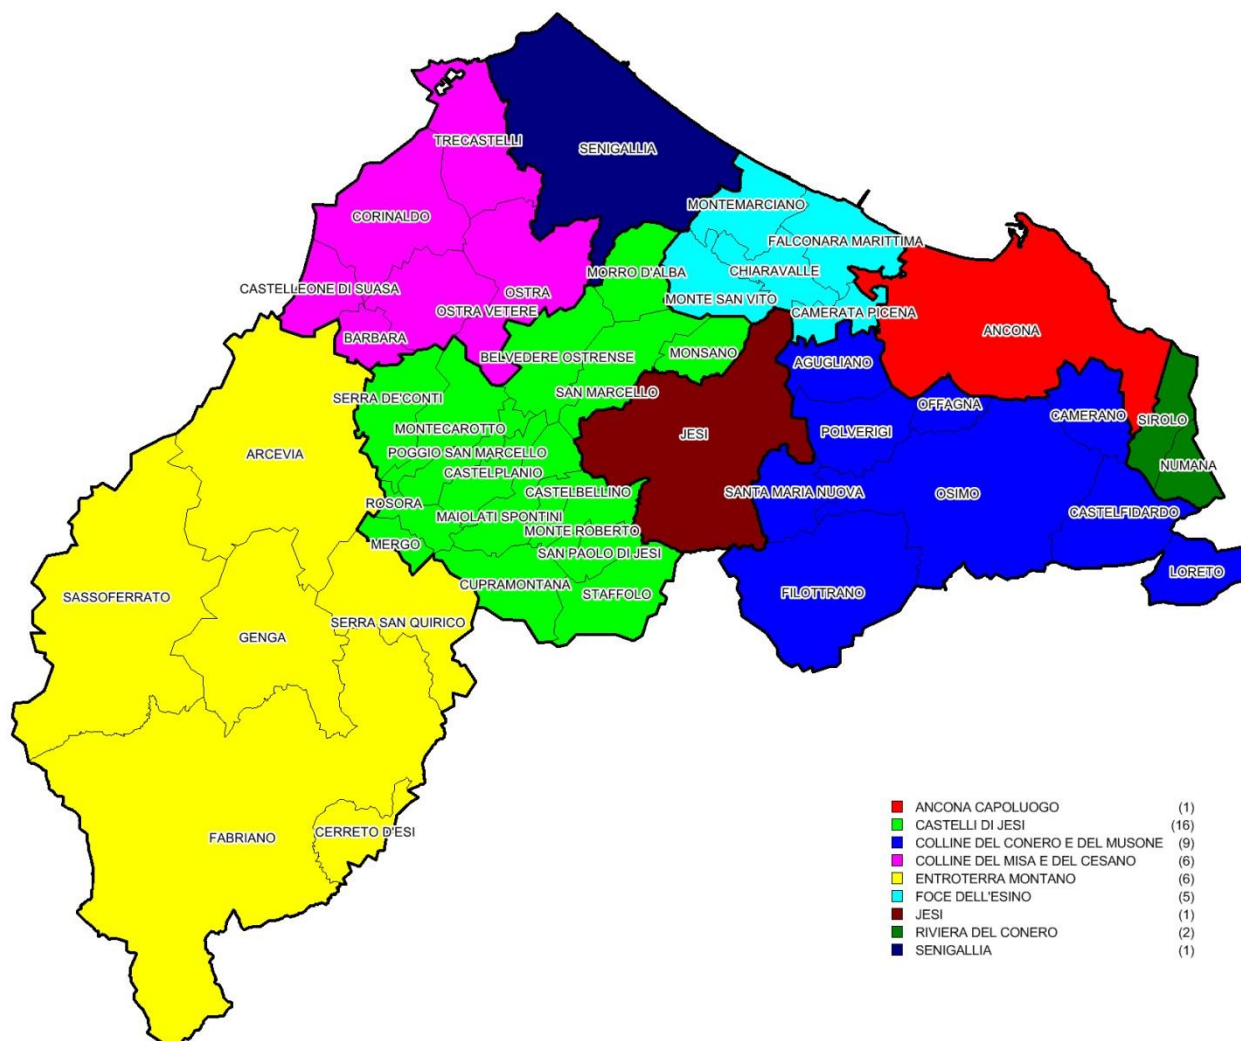 TRECASTELLI
SENIGALLIA
CORINALDO
MONTEMARCIANO
FALCONARA MARITTIMA
CHIARAVALLE
MORRO D'ALBA
CASTELLEONE DI SUASA
OSTRA
MONTE SAN VITO
OSTRA VETERE
CAMERATA PICENA
ANCONA
BARBARA
BELVEDERE OSTRENSE
MONSANO
AGUGLIANO
SERRA DE'CONTI
SAN MARCELLO
OFFAGNA
CAMERANO
SIROLO
MONTECAROTTO
JESI
POLVERIGI
ARCEVIA
POGGIO SAN MARCELLO
NUMANA
CASTELPLANIO
CASTELBELLINO
SANTA MARIA NUOVA
OSIMO
ROSORA
MAIOLATI SPONTINI
CASTELFIDARDO
MONTE ROBERTO
MERGO
SAN PAOLO DI JESI
LORETO
CUPRAMONTANA
STAFFOLO
FILOTTRANO
SASSOFERRATO
SERRA SAN QUIRICO
GENGA
FABRIANO
CERRETO D'ESI
ANCONA CAPOLUOGO (1)
CASTELLI DI JESI (16)
COLLINE DEL CONERO E DEL MUSONE (9)
COLLINE DEL MISA E DEL CESANO (6)
ENTROTERRA MONTANO (6)
FOCE DELL'ESINO (5)
JESI (1)
RIVIERA DEL CONERO (2)
SENIGALLIA (1)